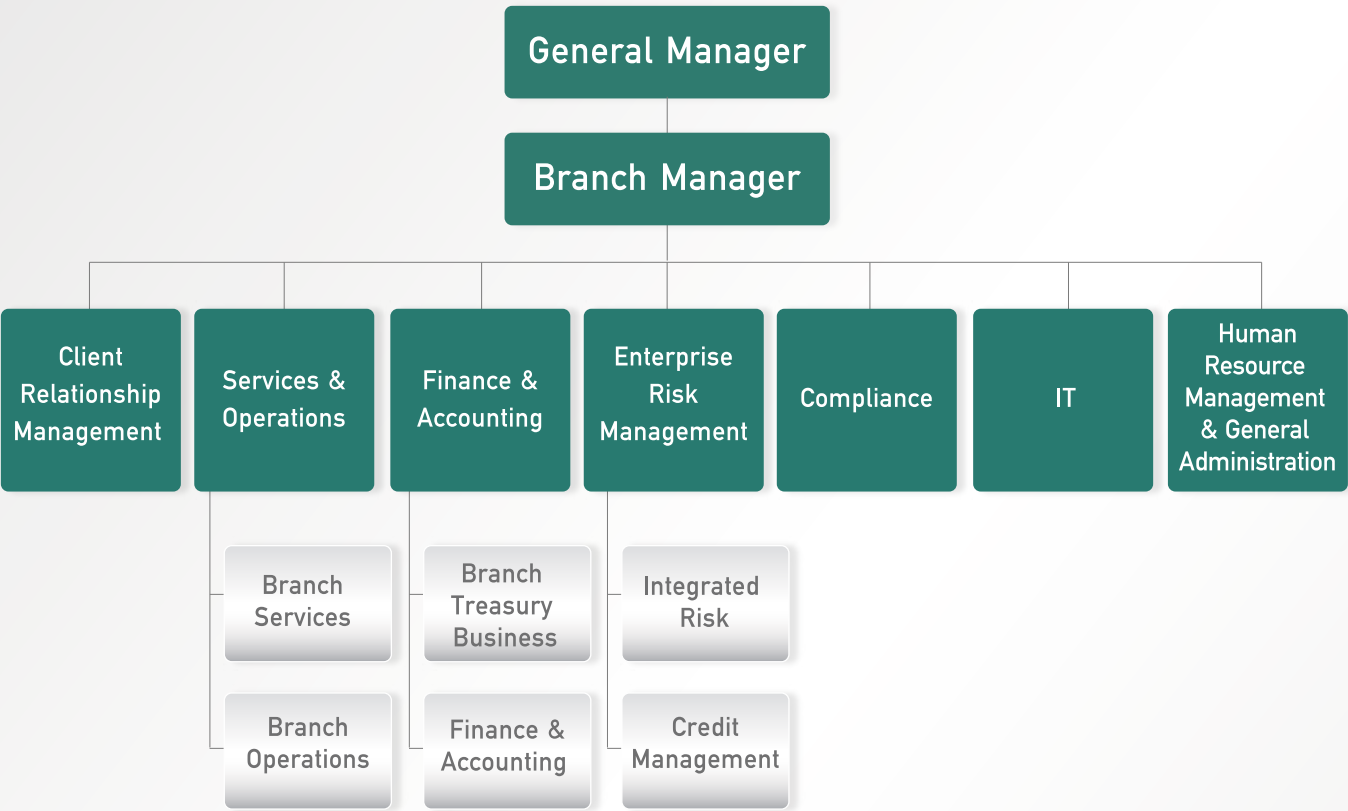 General Manager
Branch Manager
Client
Relationship
Management
Services &
Operations
Finance &
Accounting
Enterprise
Risk
Management
Compliance
IT
Human
Resource
Management
& General
Administration
Branch
Services
Branch
Treasury
Business
Integrated
Risk
Branch
Operations
Finance &
Accounting
Credit
Management